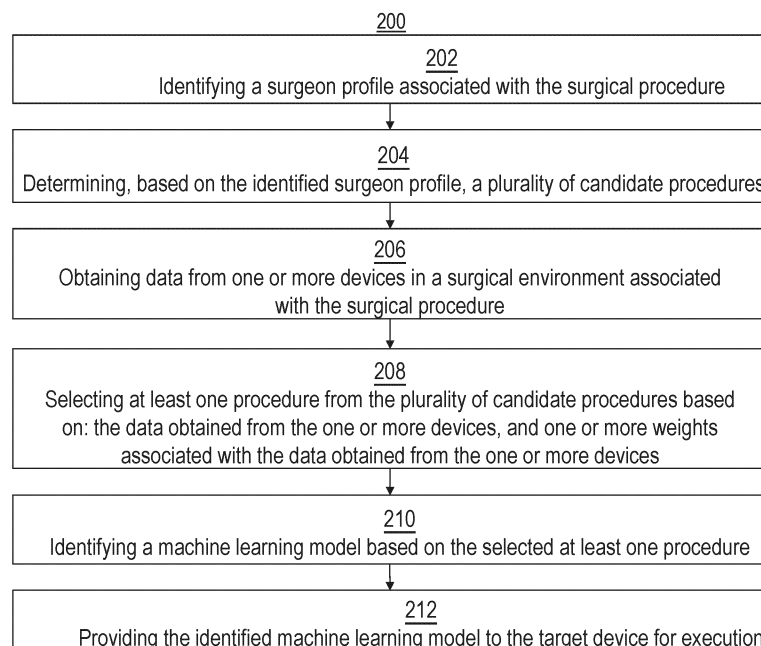 200
202
Identifying a surgeon profile associated with the surgical procedure
204
Determining, based on the identified surgeon profile, a plurality of candidate procedures
206
Obtaining data from one or more devices in a surgical environment associated
with the surgical procedure
208
Selecting at least one procedure from the plurality of candidate procedures based
on: the data obtained from the one or more devices, and one or more weights
associated with the data obtained from the one or more devices
210
Identifying a machine learning model based on the selected at least one procedure
212
Providing the identified machine learning model to the target device for execution